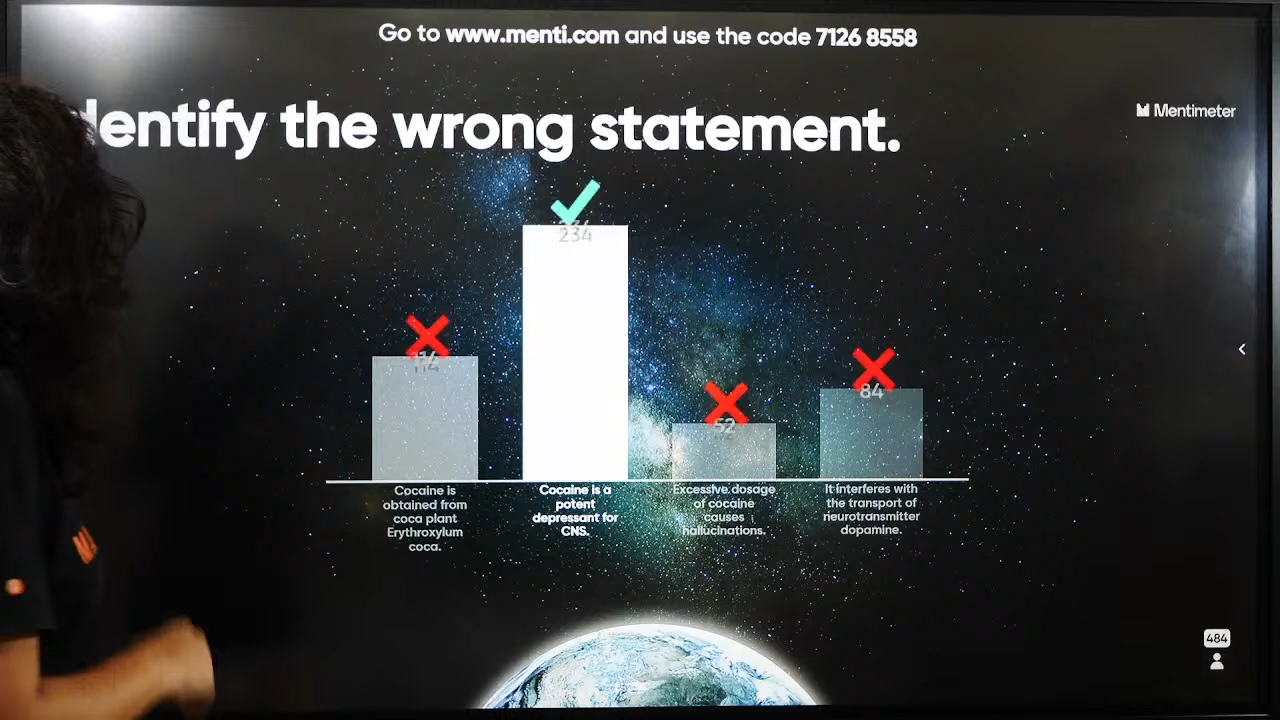 Go to www.menti.com and use the code 7126 8558
dentify the wrong statement.
Mentimeter
234
114
52
84
Cocaine is
obtained from
coca plant
Erythroxylum
coca.
Cocaine is a
potent
depressant for
CNS.
Excessive dosage
of cocaine
causes
hallucinations.
It interferes with
the transport of
neurotransmitter
dopamine.
484